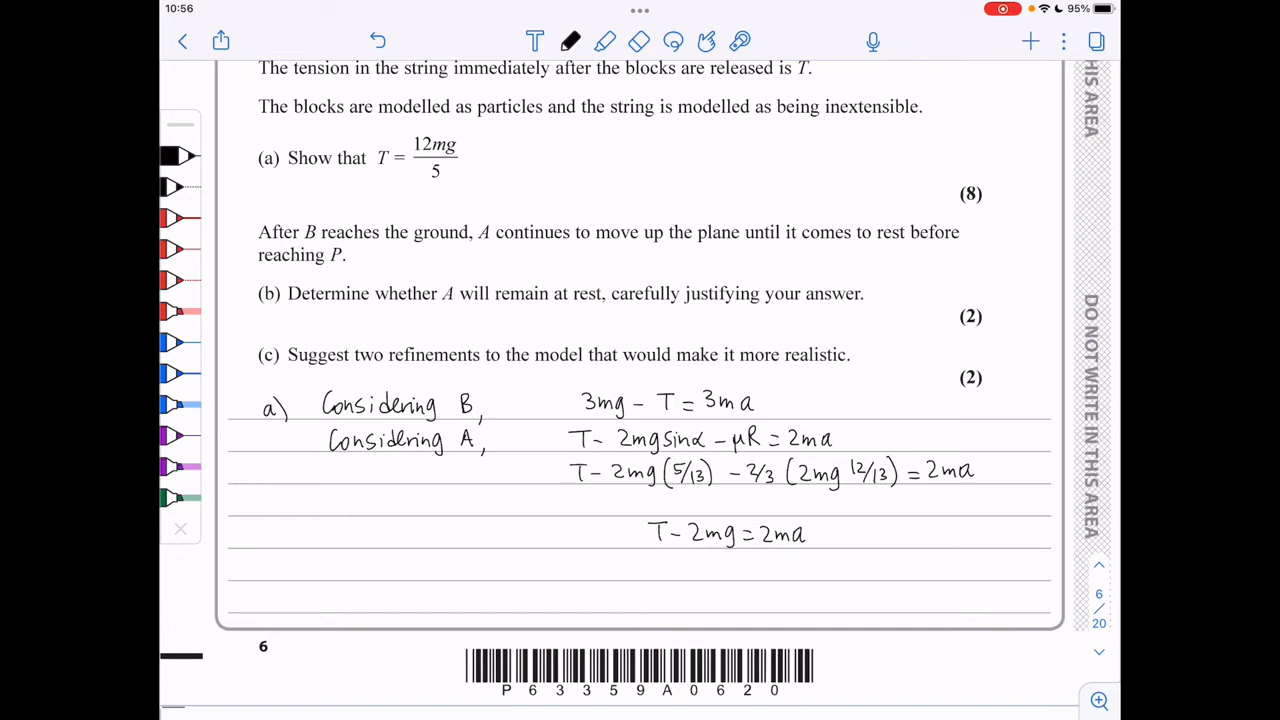 10:56
95%
The tension in the string immediately after the blocks are released is T.
The blocks are modelled as particles and the string is modelled as being inextensible.
(a) Show that T = 12mg/5
(8)
After B reaches the ground, A continues to move up the plane until it comes to rest before
reaching P.
(b) Determine whether A will remain at rest, carefully justifying your answer.
(2)
(c) Suggest two refinements to the model that would make it more realistic.
(2)
a) Considering B, 3mg - T = 3ma
Considering A, T - 2mg sinα - μR = 2ma
T - 2mg (5/13) - 2/3 (2mg 12/13) = 2ma
T - 2mg = 2ma
6
P63359A0620
HIS AREA
DO NOT WRITE IN THIS AREA
6
/
20